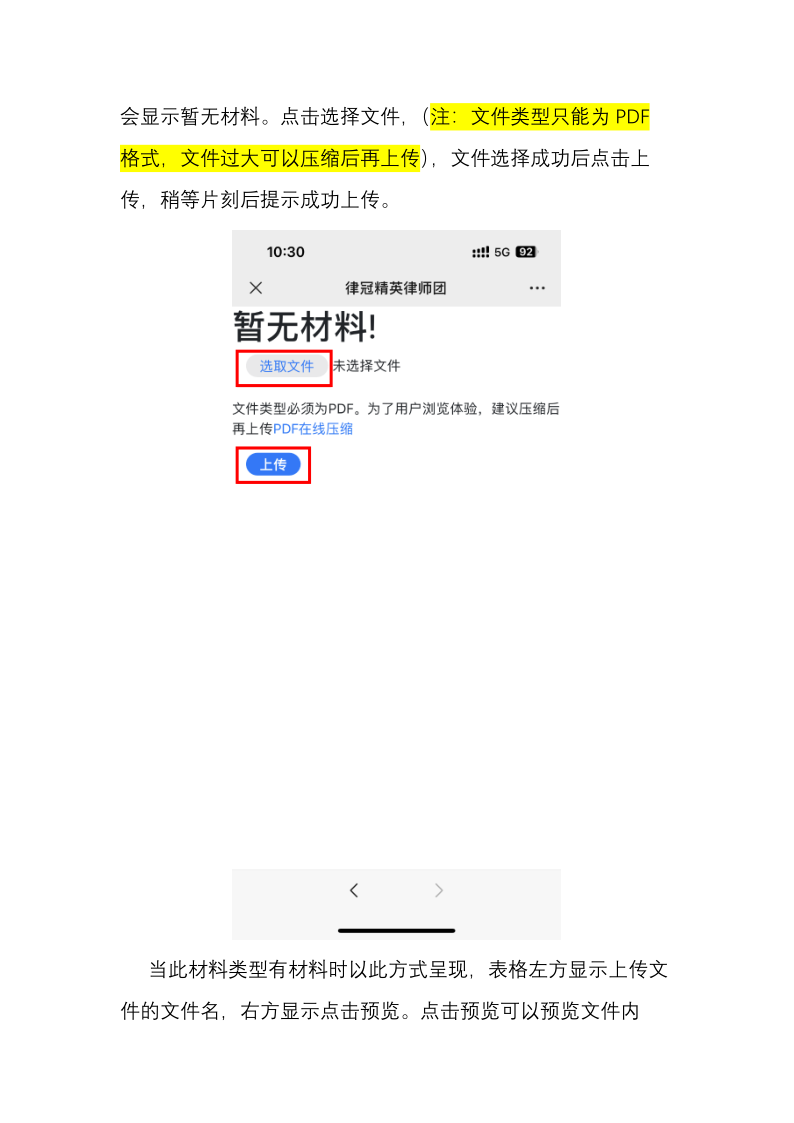 会显示暂无材料。点击选择文件，（注：文件类型只能为 PDF
格式，文件过大可以压缩后再上传），文件选择成功后点击上
传，稍等片刻后提示成功上传。
10:30 5G 92
律冠精英律师团
暂无材料!
选取文件 未选择文件
文件类型必须为PDF。为了用户浏览体验，建议压缩后
再上传PDF在线压缩
上传
当此材料类型有材料时以此方式呈现，表格左方显示上传文
件的文件名，右方显示点击预览。点击预览可以预览文件内